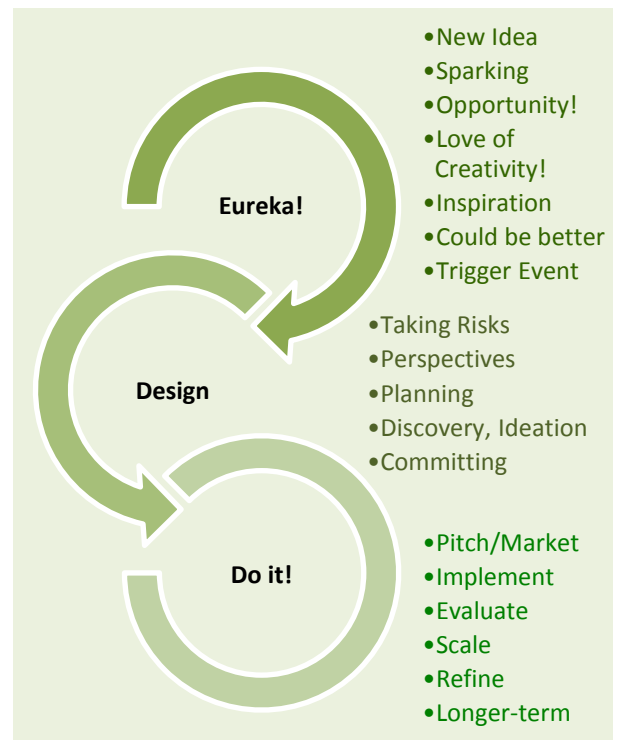 •New Idea
•Sparking
•Opportunity!
•Love of
Creativity!
•Inspiration
•Could be better
•Trigger Event
Eureka!
•Taking Risks
•Perspectives
•Planning
•Discovery, Ideation
•Committing
Design
•Pitch/Market
•Implement
•Evaluate
•Scale
•Refine
•Longer-term
Do it!